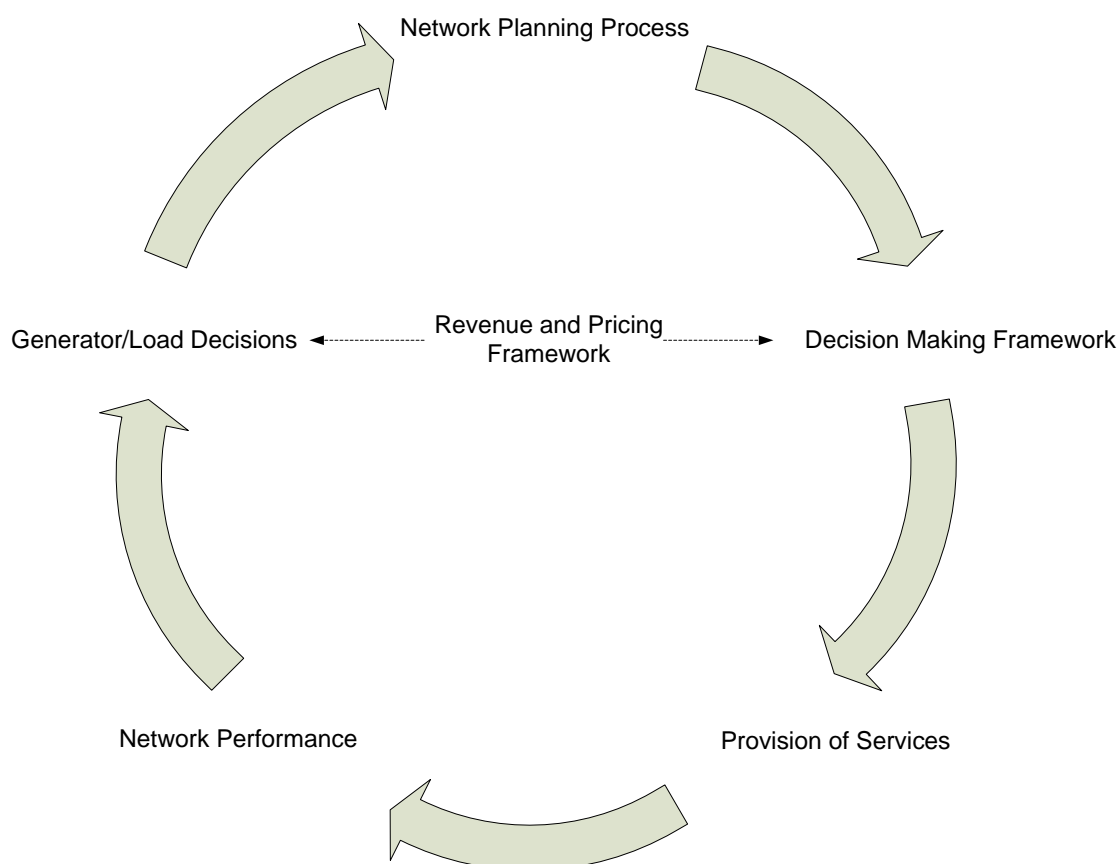 Network Planning Process
Generator/Load Decisions
Revenue and Pricing
Framework
Decision Making Framework
Network Performance
Provision of Services